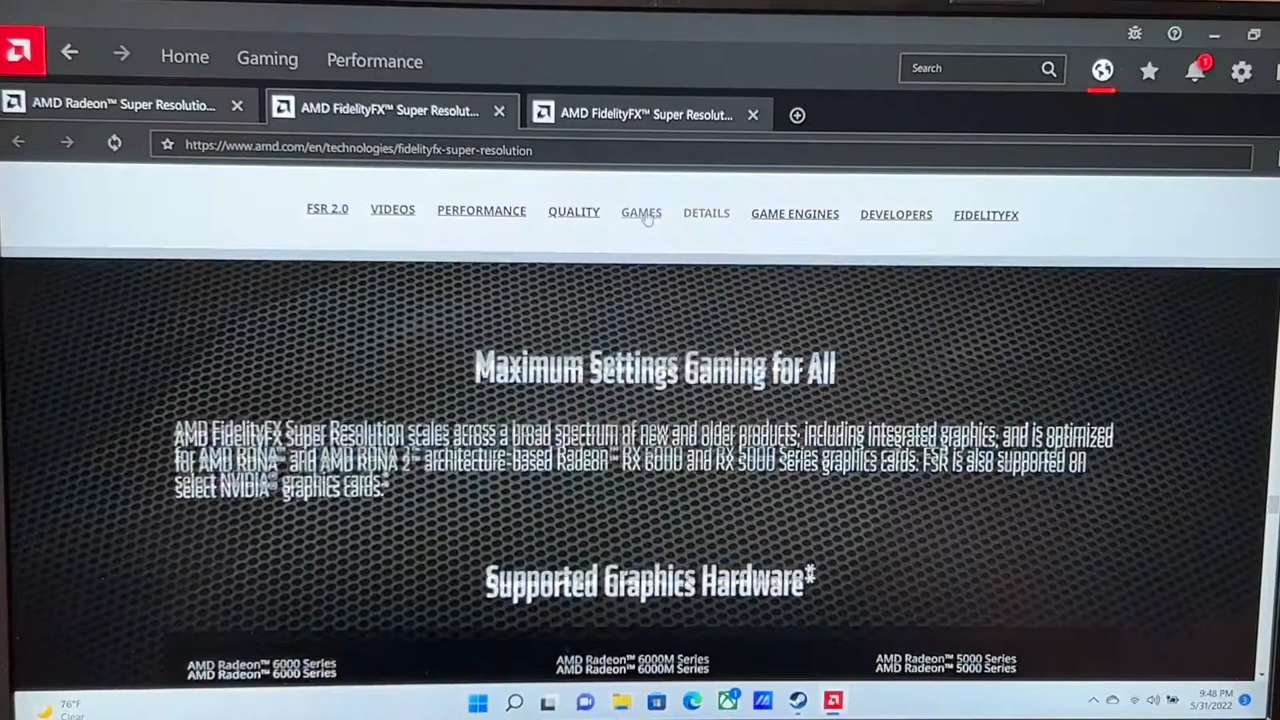 Home Gaming Performance Search 1
AMD Radeon™ Super Resolutio... AMD FidelityFX™ Super Resolut... AMD FidelityFX™ Super Resolut...
https://www.amd.com/en/technologies/fidelityfx-super-resolution
FSR 2.0 VIDEOS PERFORMANCE QUALITY GAMES DETAILS GAME ENGINES DEVELOPERS FIDELITYFX
Maximum Settings Gaming for All
AMD FidelityFX Super Resolution scales across a broad spectrum of new and older products, including integrated graphics, and is optimized
for AMD RDNA™ and AMD RDNA 2™ architecture-based Radeon™ RX 6000 and RX 5000 Series graphics cards. FSR is also supported on
select NVIDIA® graphics cards.
Supported Graphics Hardware‡
AMD Radeon™ 6000 Series AMD Radeon™ 6000M Series AMD Radeon™ 5000 Series
76°F 1 9:48 PM
Clear 5/31/2022 3